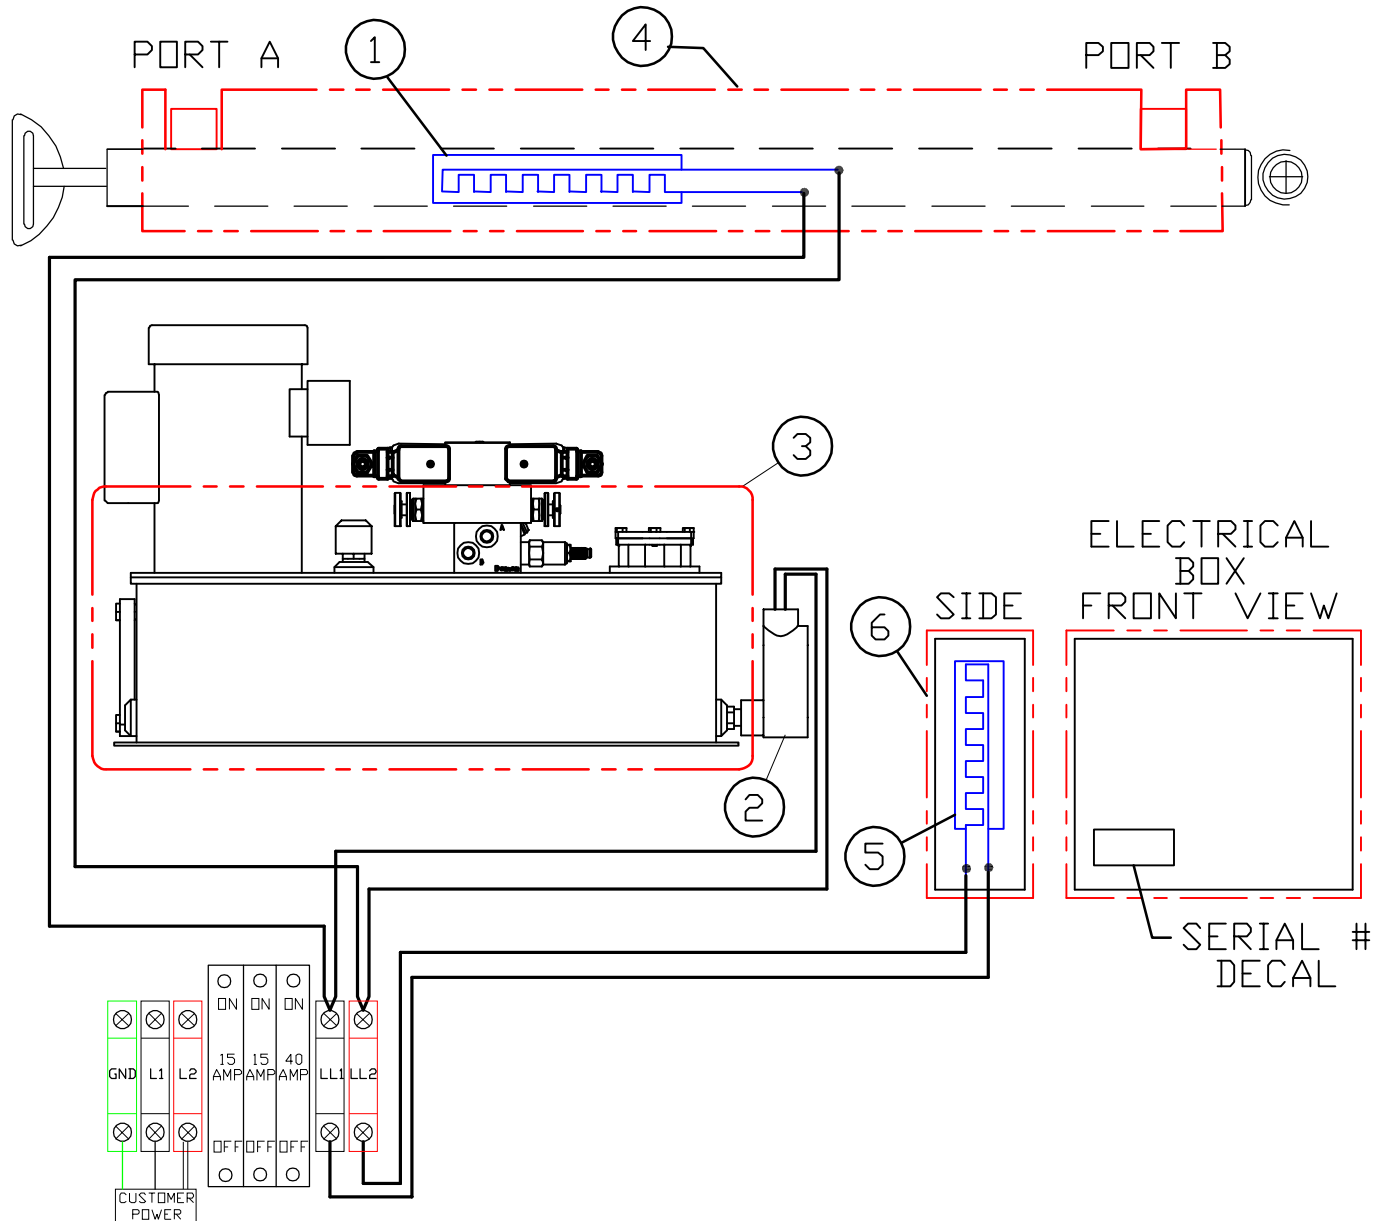 PORT A
1
4
PORT B
3
ELECTRICAL
BOX
SIDE
FRONT VIEW
6
2
5
SERIAL #
DECAL
ON
ON
ON
GND
L1
L2
15
AMP
15
AMP
40
AMP
LL1
LL2
OFF
OFF
OFF
CUSTOMER
POWER
A
B